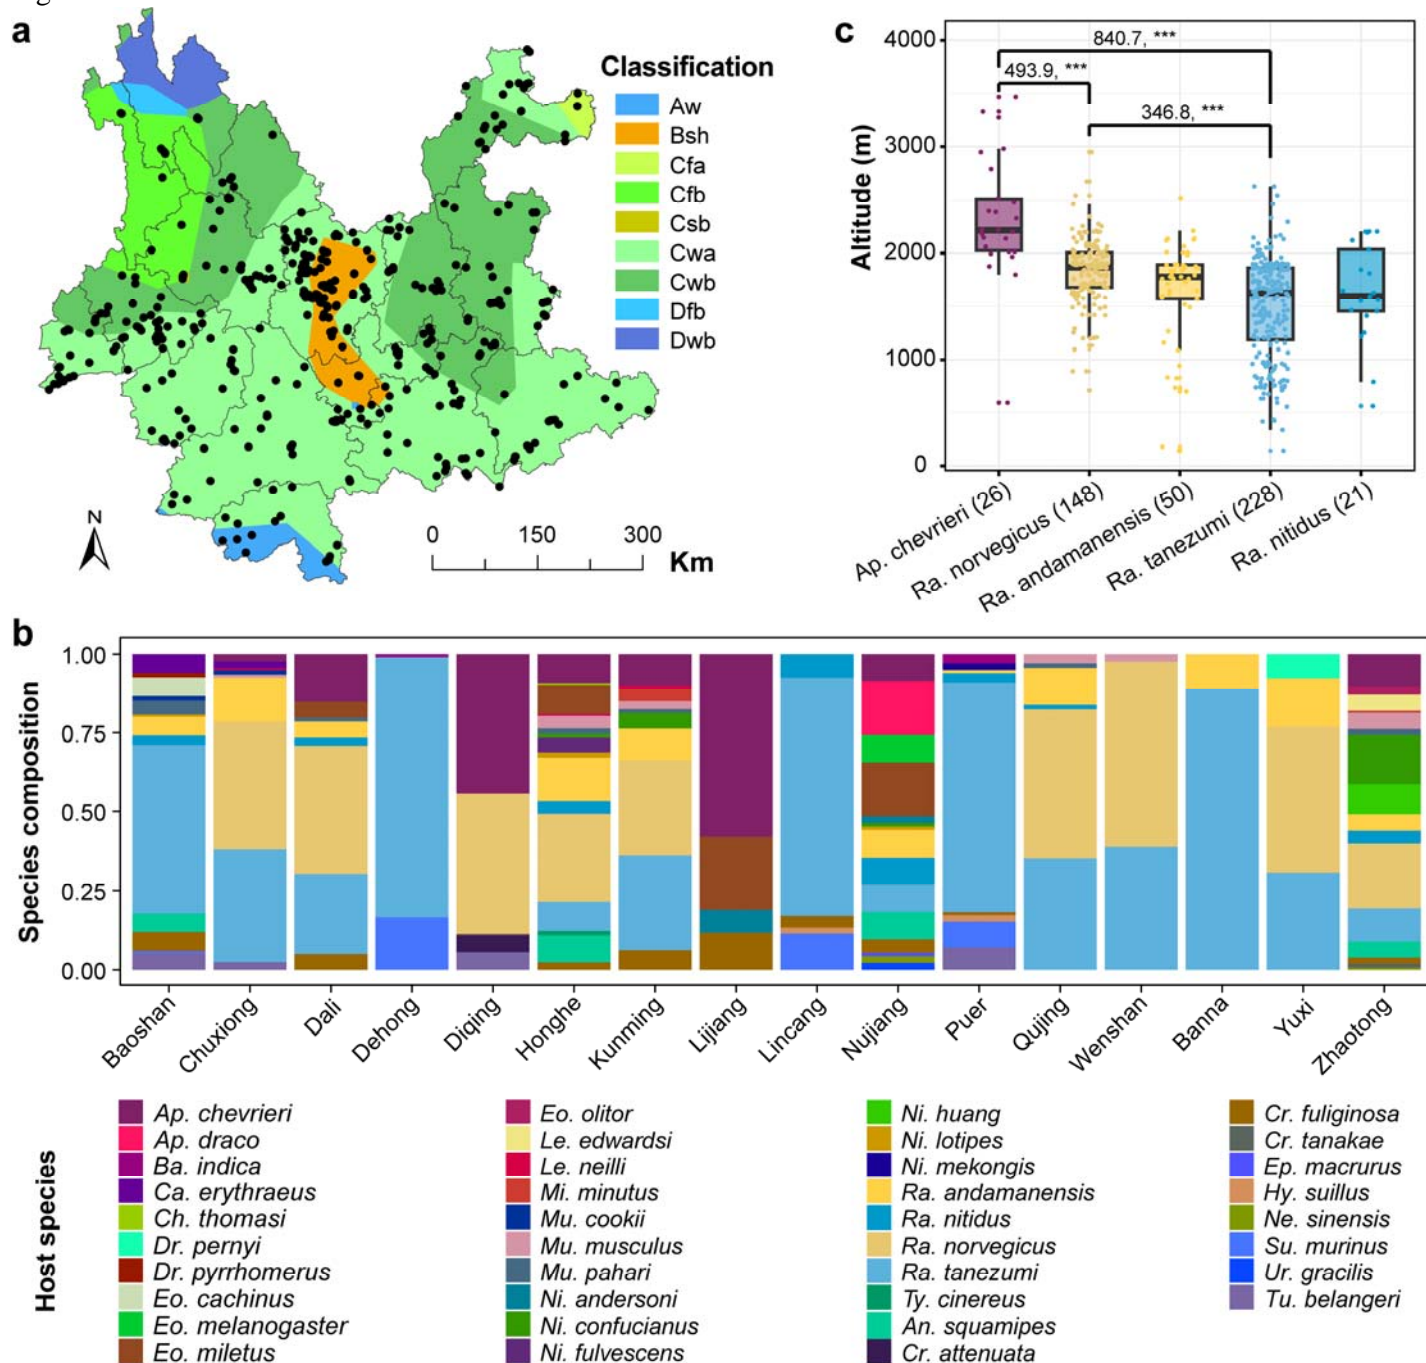 a
Classification
Aw
Bsh
Cfa
Cfb
Csb
Cwa
Cwb
Dfb
Dwb
N
0 150 300
Km
c
Altitude (m)
4000
3000
2000
1000
0
840.7, ***
493.9, ***
346.8, ***
Ap. chevrieri (26)
Ra. norvegicus (148)
Ra. andamanensis (50)
Ra. tanezumi (228)
Ra. nitidus (21)
b
Species composition
1.00
0.75
0.50
0.25
0.00
Baoshan
Chuxiong
Dali
Dehong
Diqing
Honghe
Kunming
Lijiang
Lincang
Nujiang
Puer
Qujing
Wenshan
Banna
Yuxi
Zhaotong
Host species
Ap. chevrieri
Ap. draco
Ba. indica
Ca. erythraeus
Ch. thomasi
Dr. pernyi
Dr. pyrrhomerus
Eo. cachinus
Eo. melanogaster
Eo. miletus
Eo. olitor
Le. edwardsi
Le. neilli
Mi. minutus
Mu. cookii
Mu. musculus
Mu. pahari
Ni. andersoni
Ni. confucianus
Ni. fulvescens
Ni. huang
Ni. lotipes
Ni. mekongis
Ra. andamanensis
Ra. nitidus
Ra. norvegicus
Ra. tanezumi
Ty. cinereus
An. squamipes
Cr. attenuata
Cr. fuliginosa
Cr. tanakae
Ep. macrurus
Hy. suillus
Ne. sinensis
Su. murinus
Ur. gracilis
Tu. belangeri